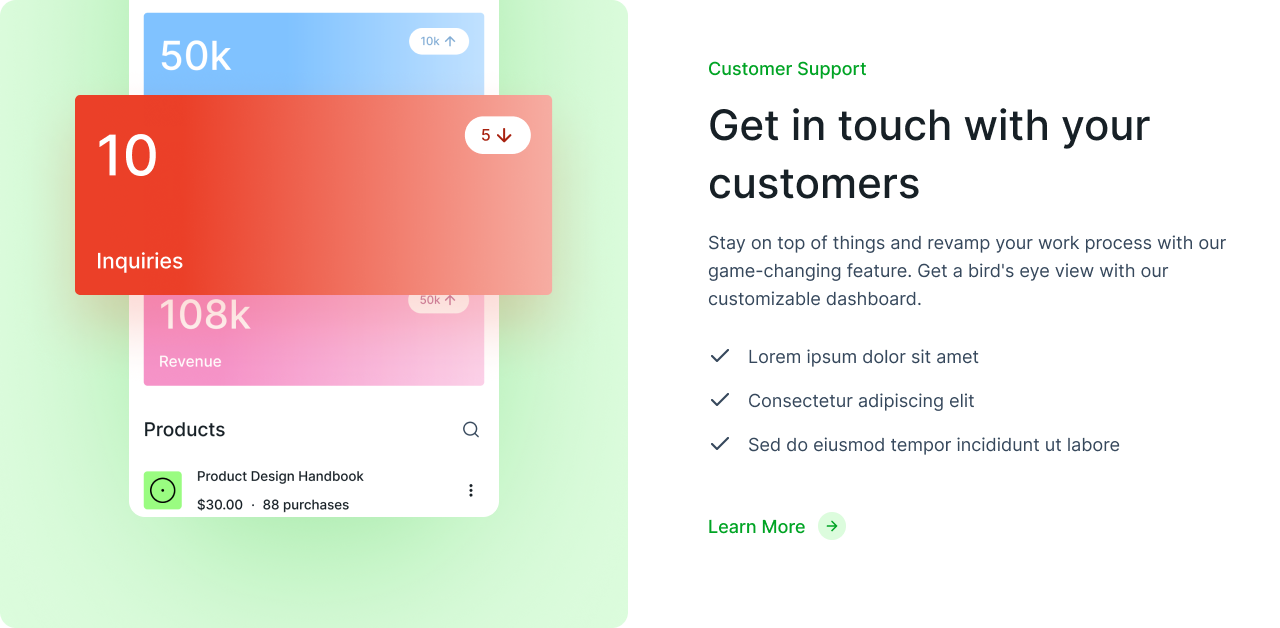 50k
10k
10
5
Inquiries
108k
50k
Revenue
Products
Product Design Handbook
$30.00 · 88 purchases
Customer Support
Get in touch with your
customers
Stay on top of things and revamp your work process with our
game-changing feature. Get a bird's eye view with our
customizable dashboard.
Lorem ipsum dolor sit amet
Consectetur adipiscing elit
Sed do eiusmod tempor incididunt ut labore
Learn More